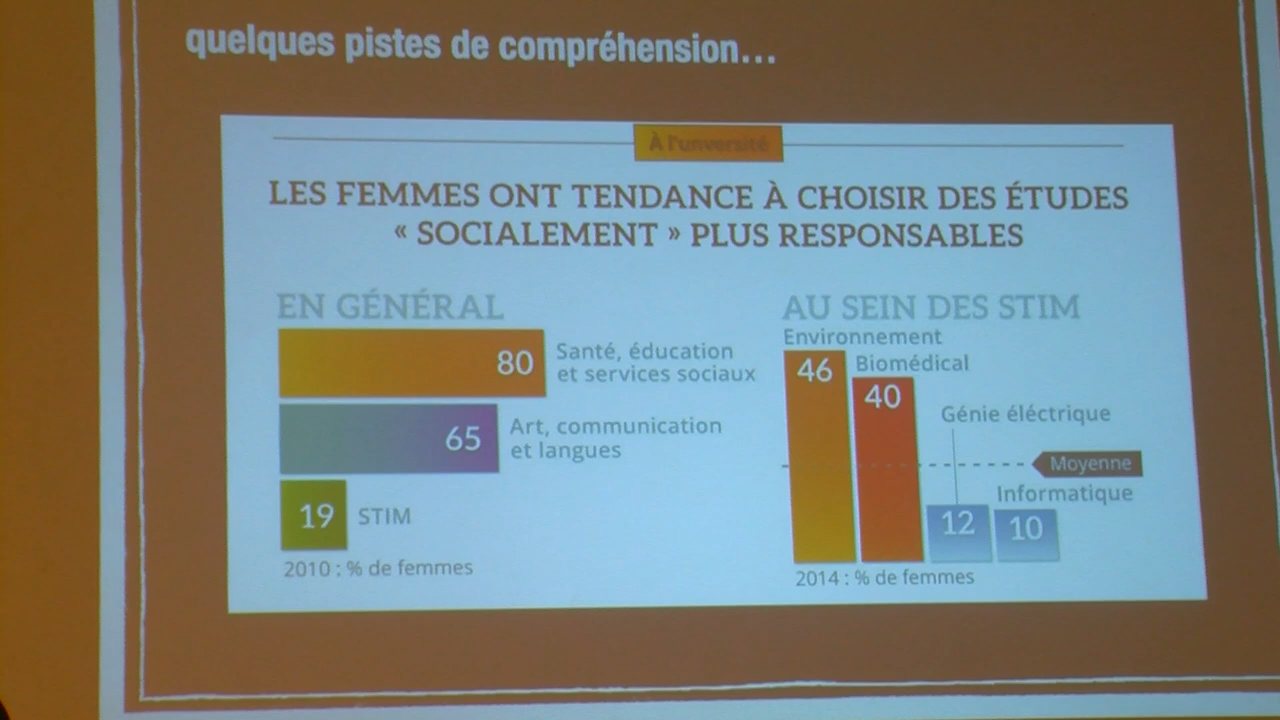 quelques pistes de compréhension...
À l'unversité
LES FEMMES ONT TENDANCE À CHOISIR DES ÉTUDES
« SOCIALEMENT » PLUS RESPONSABLES
EN GÉNÉRAL
80
Santé, éducation
et services sociaux
65
Art, communication
et langues
19
STIM
2010 : % de femmes
AU SEIN DES STIM
Environnement
46
Biomédical
40
Génie éléctrique
Moyenne
Informatique
12
10
2014 : % de femmes